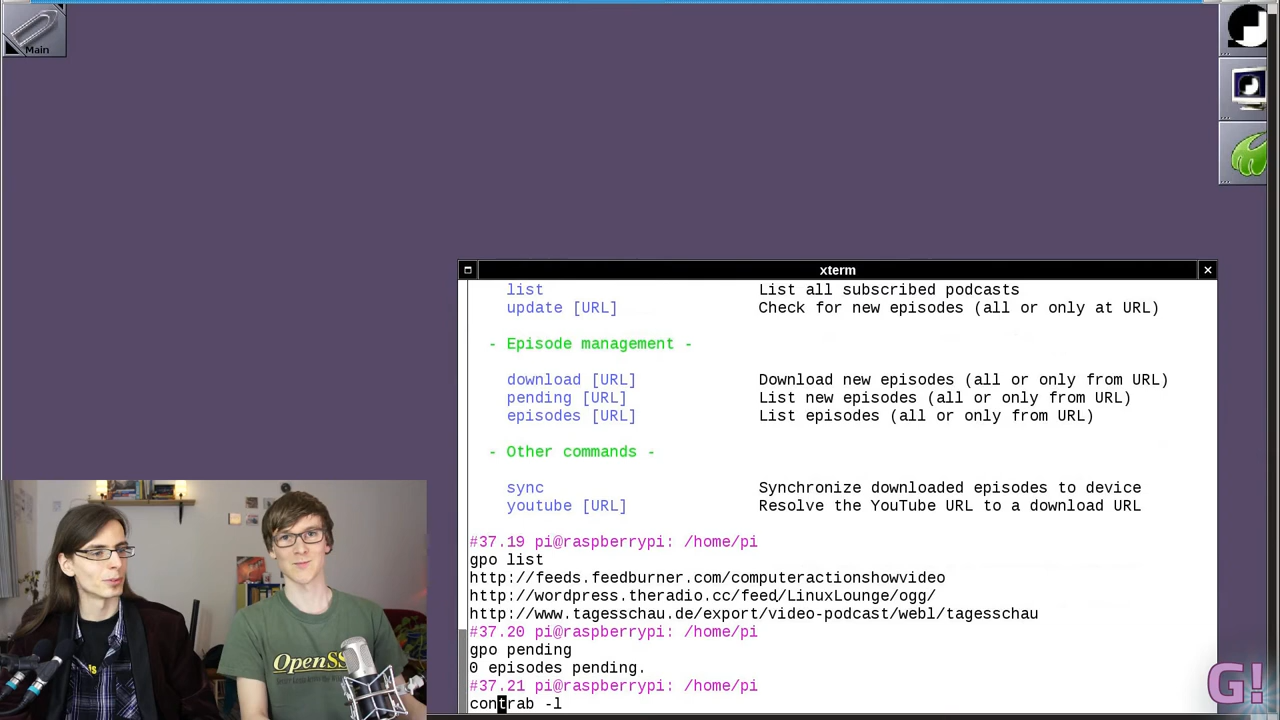 Main
xterm
list List all subscribed podcasts
update [URL] Check for new episodes (all or only at URL)
- Episode management -
download [URL] Download new episodes (all or only from URL)
pending [URL] List new episodes (all or only from URL)
episodes [URL] List episodes (all or only from URL)
- Other commands -
sync Synchronize downloaded episodes to device
youtube [URL] Resolve the YouTube URL to a download URL
#37.19 pi@raspberrypi: /home/pi
gpo list
http://feeds.feedburner.com/computeractionshowvideo
http://wordpress.theradio.cc/feed/LinuxLounge/ogg/
http://www.tagesschau.de/export/video-podcast/webl/tagesschau
#37.20 pi@raspberrypi: /home/pi
gpo pending
0 episodes pending.
#37.21 pi@raspberrypi: /home/pi
contrab -l
OpenSS
G!